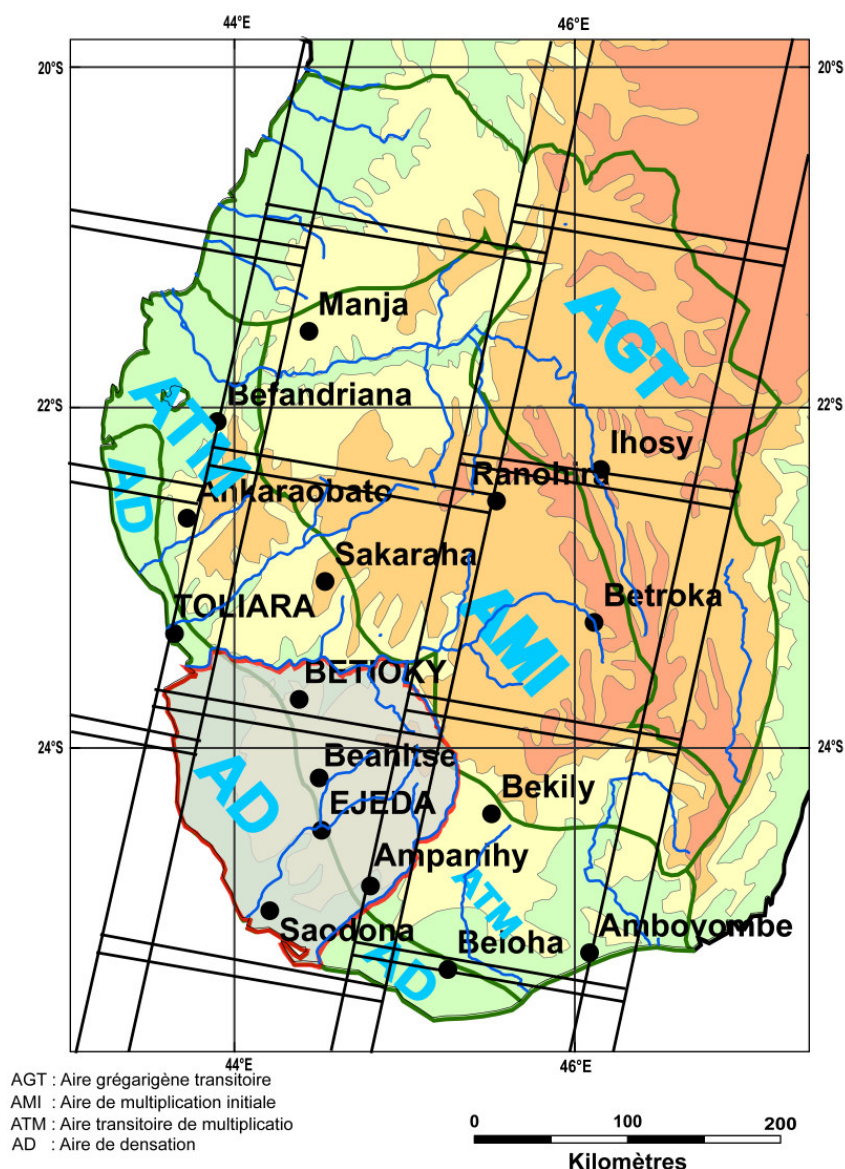 44°E 46°E
20°S 20°S
Manja
AGT
Befandriana
22°S 22°S
ATM
Ihosy
AD
Ranohira
Ankaraobato
Sakaraha
Betroka
TOLIARA
AMI
BETIOKY
24°S 24°S
Beahitse
AD
Bekily
EJEDA
Ampanihy
ATM
Saodona
Amboyombe
Beloha
AD
44°E 46°E
AGT : Aire grégarigène transitoire
AMI : Aire de multiplication initiale
ATM : Aire transitoire de multiplicatio
AD : Aire de densation
0 100 200
Kilomètres